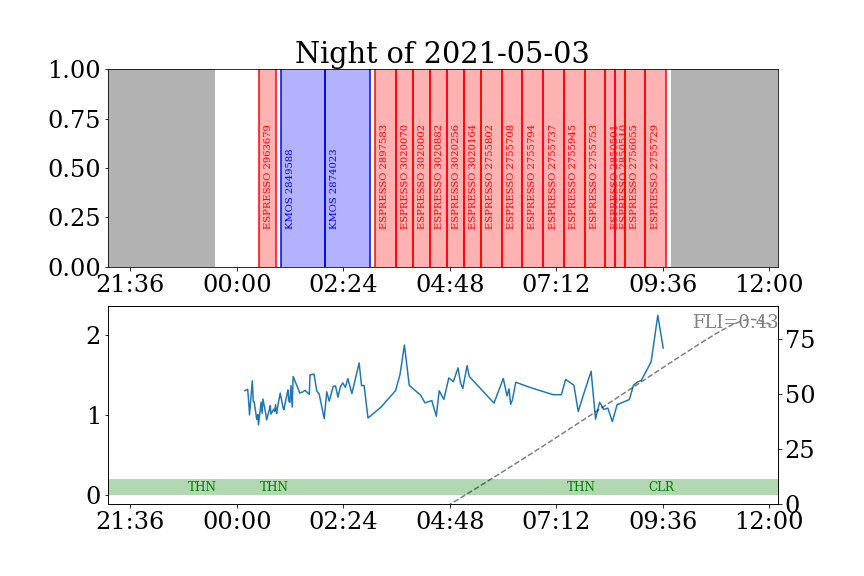 Night of 2021-05-03
1.00
0.75
0.50
0.25
0.00
ESPRESSO 2963679
KMOS 2849588
KMOS 2874023
ESPRESSO 2897583
ESPRESSO 3020070
ESPRESSO 3020002
ESPRESSO 3020882
ESPRESSO 3020256
ESPRESSO 3020164
ESPRESSO 2755802
ESPRESSO 2755708
ESPRESSO 2755794
ESPRESSO 2755737
ESPRESSO 2755945
ESPRESSO 2755753
ESPRESSO 2850501
ESPRESSO 2850510
ESPRESSO 2756055
ESPRESSO 2755729
21:36 00:00 02:24 04:48 07:12 09:36 12:00
FLI=0.43
2
1
0
75
50
25
0
THN THN THN CLR
21:36 00:00 02:24 04:48 07:12 09:36 12:00